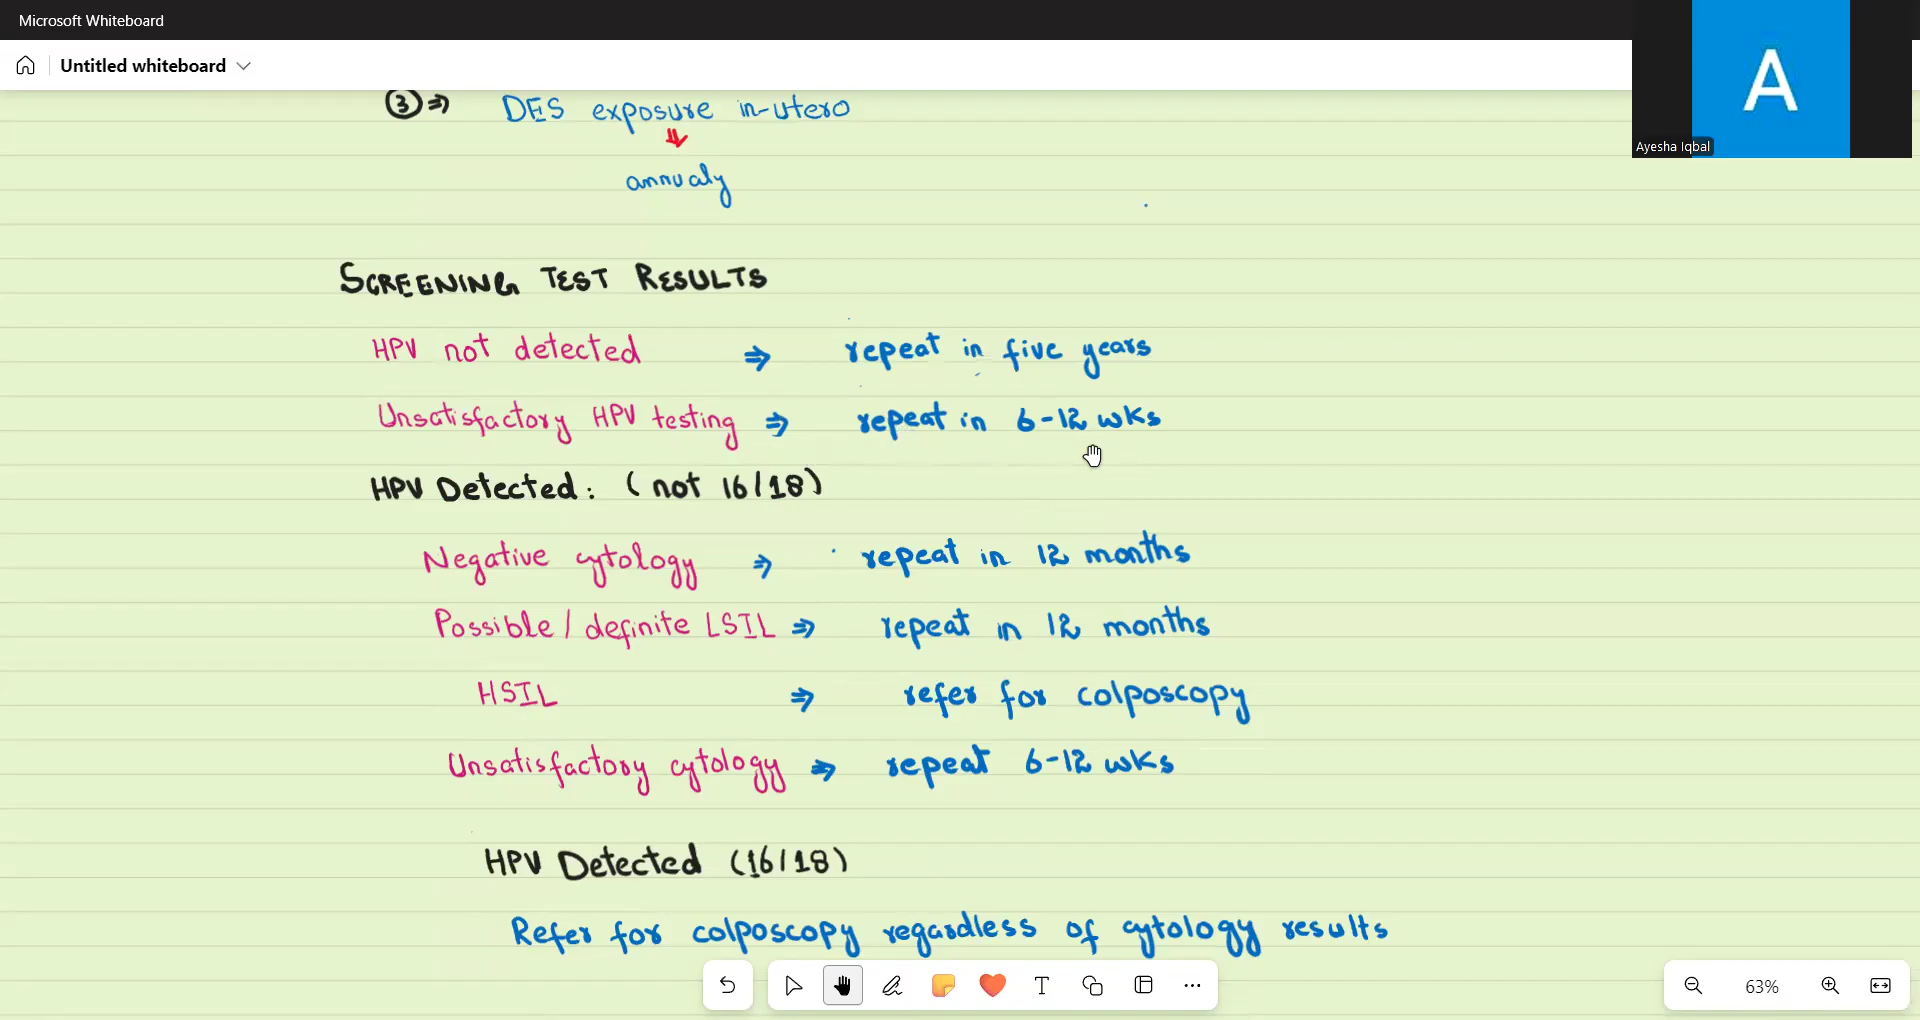 Microsoft Whiteboard
Untitled whiteboard
A
Ayesha Iqbal
③ ⇒ DES exposure in-utero
annualy
SCREENING TEST RESULTS
HPV not detected ⇒ repeat in five years
Unsatisfactory HPV testing ⇒ repeat in 6-12 wks
HPV Detected: (not 16/18)
Negative cytology ⇒ repeat in 12 months
Possible/definite LSIL ⇒ repeat in 12 months
HSIL ⇒ refer for colposcopy
Unsatisfactory cytology ⇒ repeat 6-12 wks
HPV Detected (16/18)
Refer for colposcopy regardless of cytology results
63%